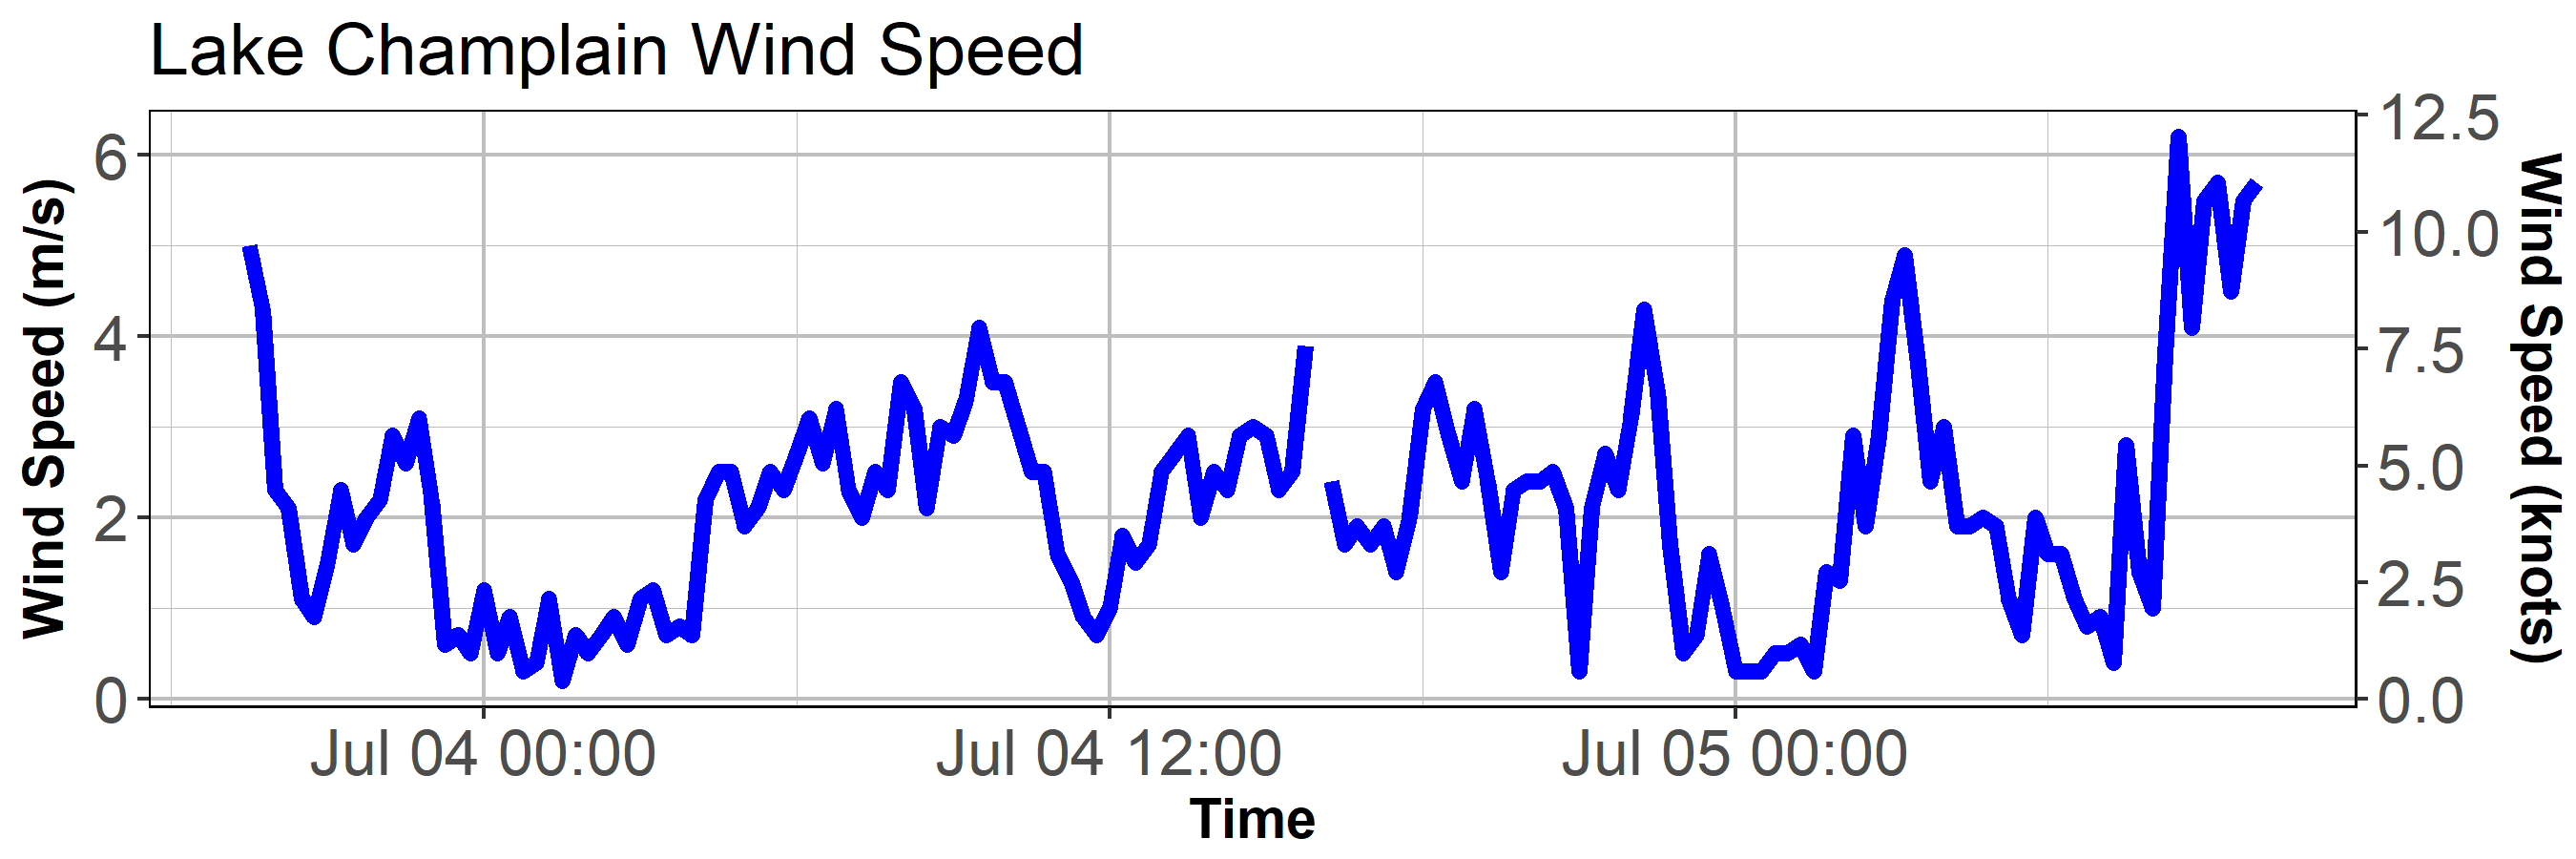 Lake Champlain Wind Speed
Wind Speed (m/s)
6
4
2
0
12.5
10.0
7.5
5.0
2.5
0.0
Wind Speed (knots)
Jul 04 00:00
Jul 04 12:00
Jul 05 00:00
Time